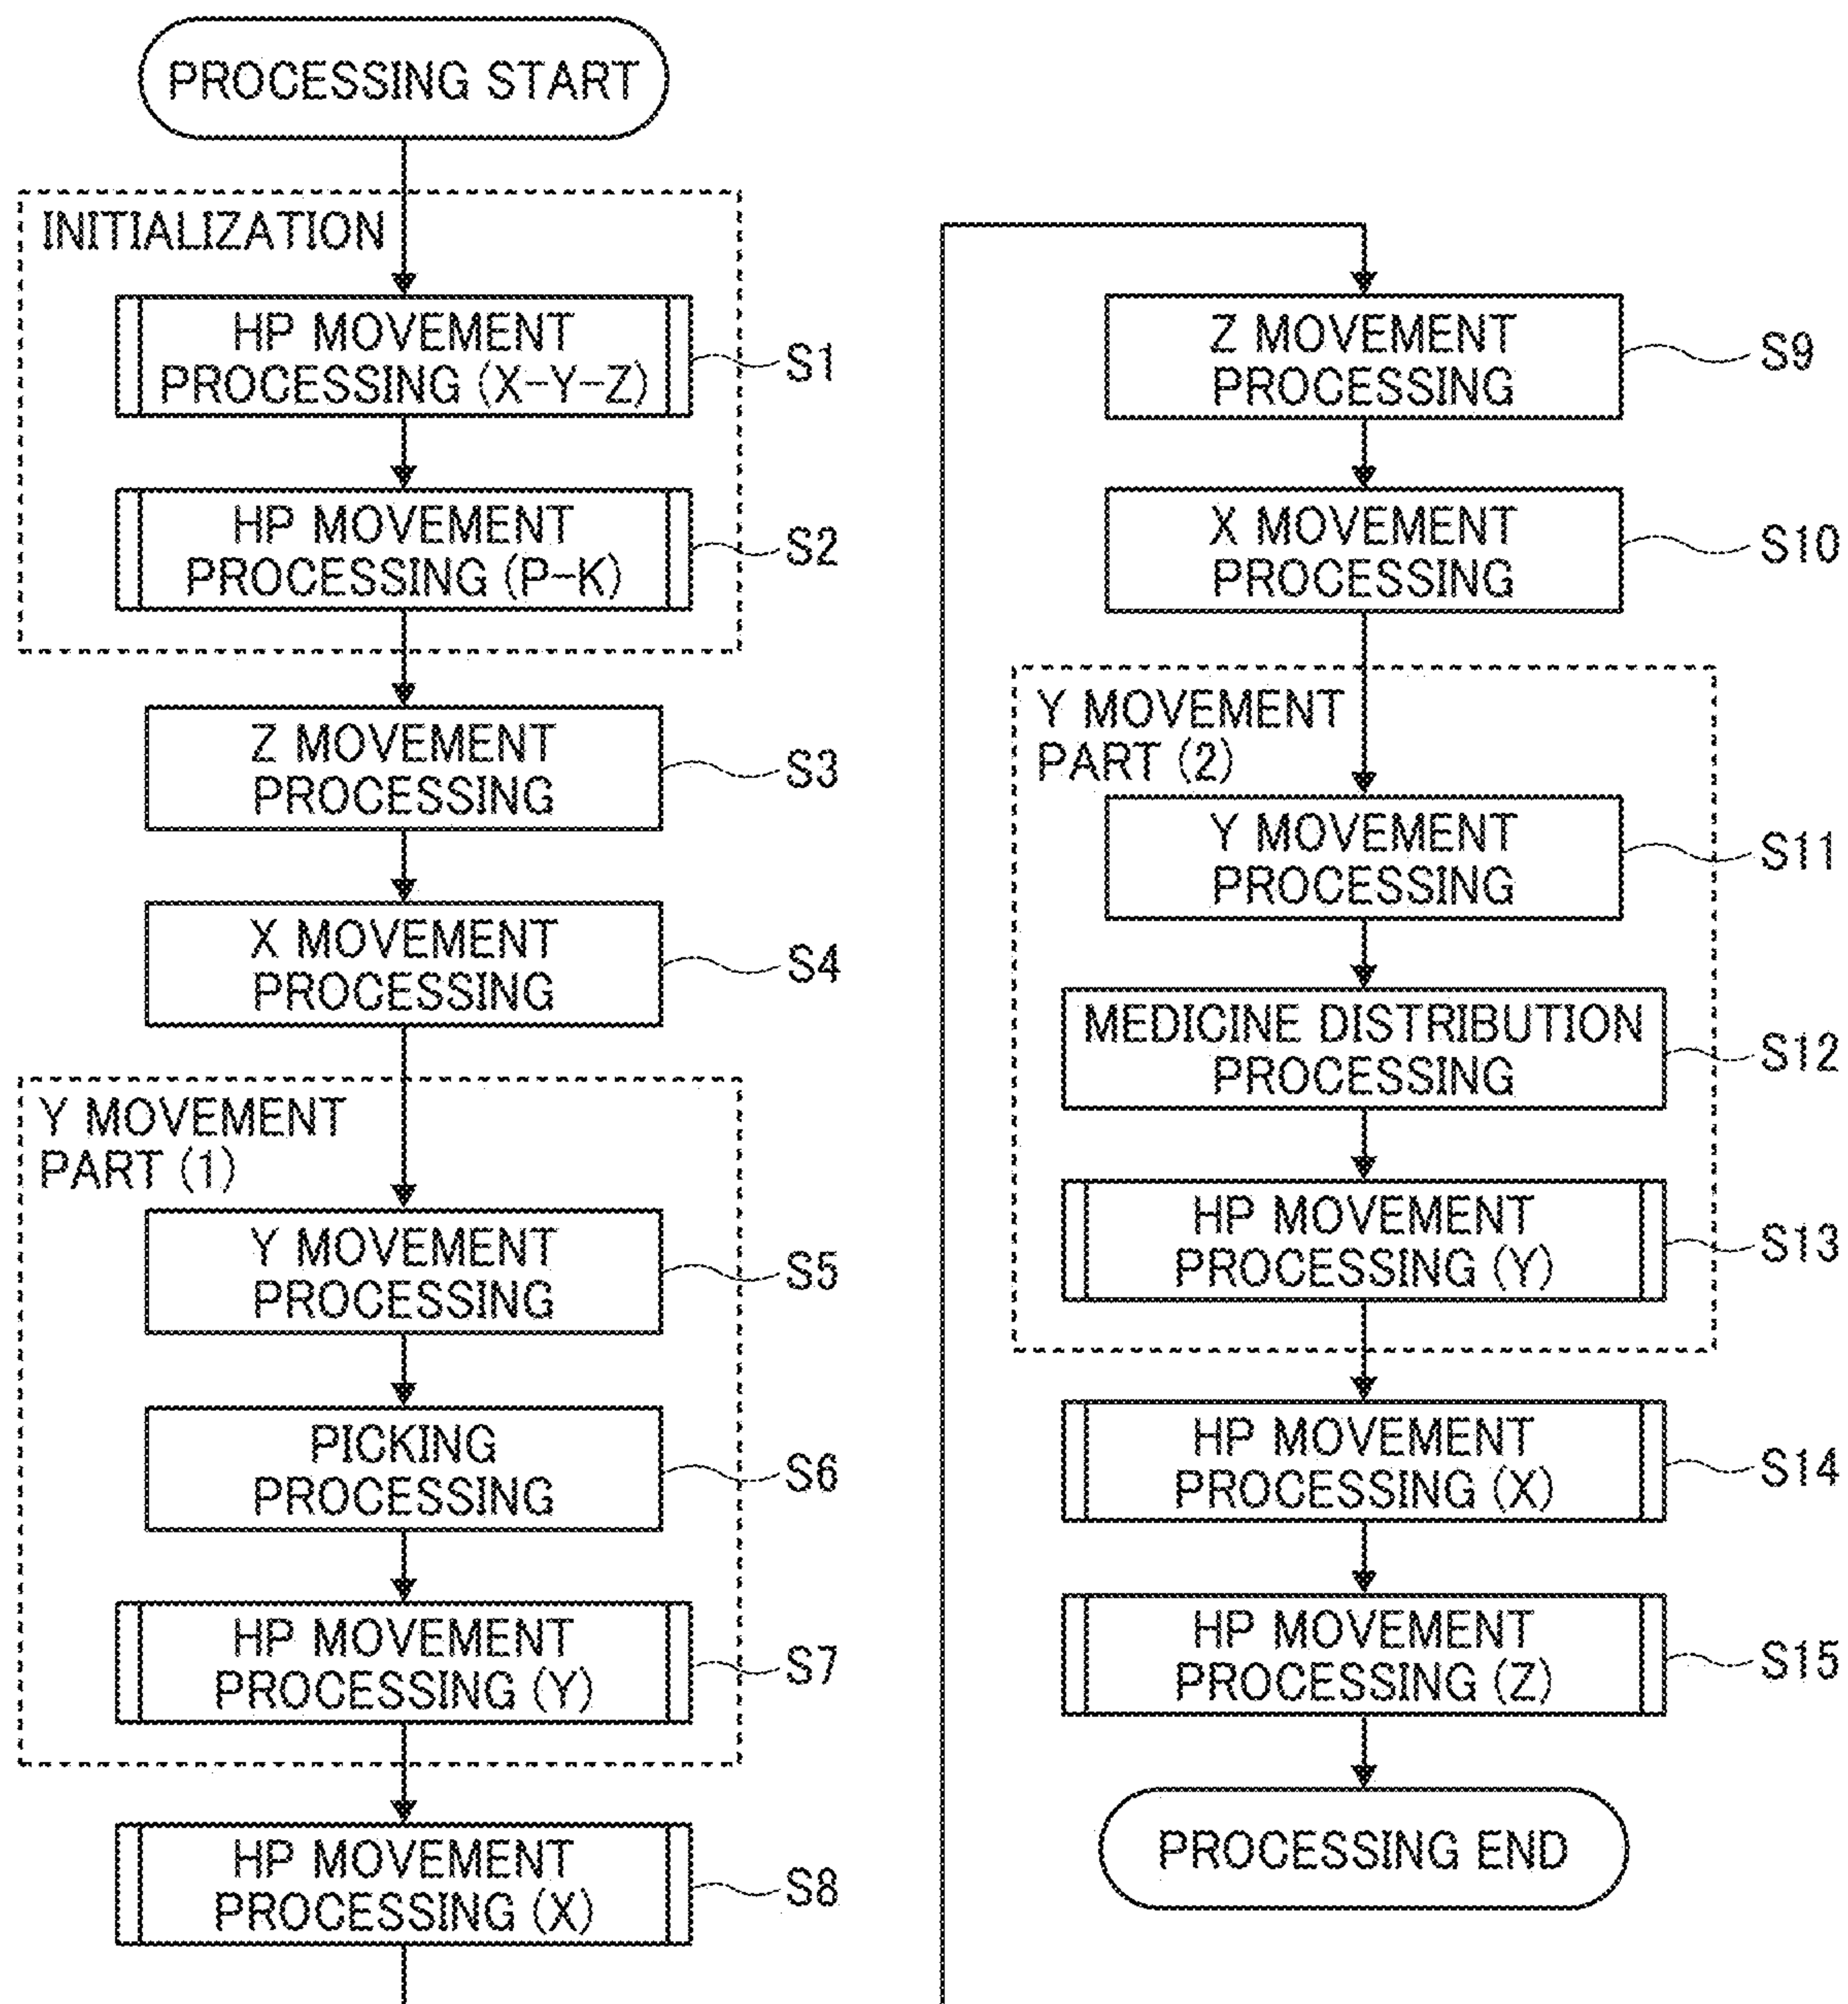 PROCESSING START
INITIALIZATION
HP MOVEMENT
PROCESSING (X-Y-Z)
S1
HP MOVEMENT
PROCESSING (P-K)
S2
Z MOVEMENT
PROCESSING
S3
X MOVEMENT
PROCESSING
S4
Y MOVEMENT
PART (1)
Y MOVEMENT
PROCESSING
S5
PICKING
PROCESSING
S6
HP MOVEMENT
PROCESSING (Y)
S7
HP MOVEMENT
PROCESSING (X)
S8
Z MOVEMENT
PROCESSING
S9
X MOVEMENT
PROCESSING
S10
Y MOVEMENT
PART (2)
Y MOVEMENT
PROCESSING
S11
MEDICINE DISTRIBUTION
PROCESSING
S12
HP MOVEMENT
PROCESSING (Y)
S13
HP MOVEMENT
PROCESSING (X)
S14
HP MOVEMENT
PROCESSING (Z)
S15
PROCESSING END